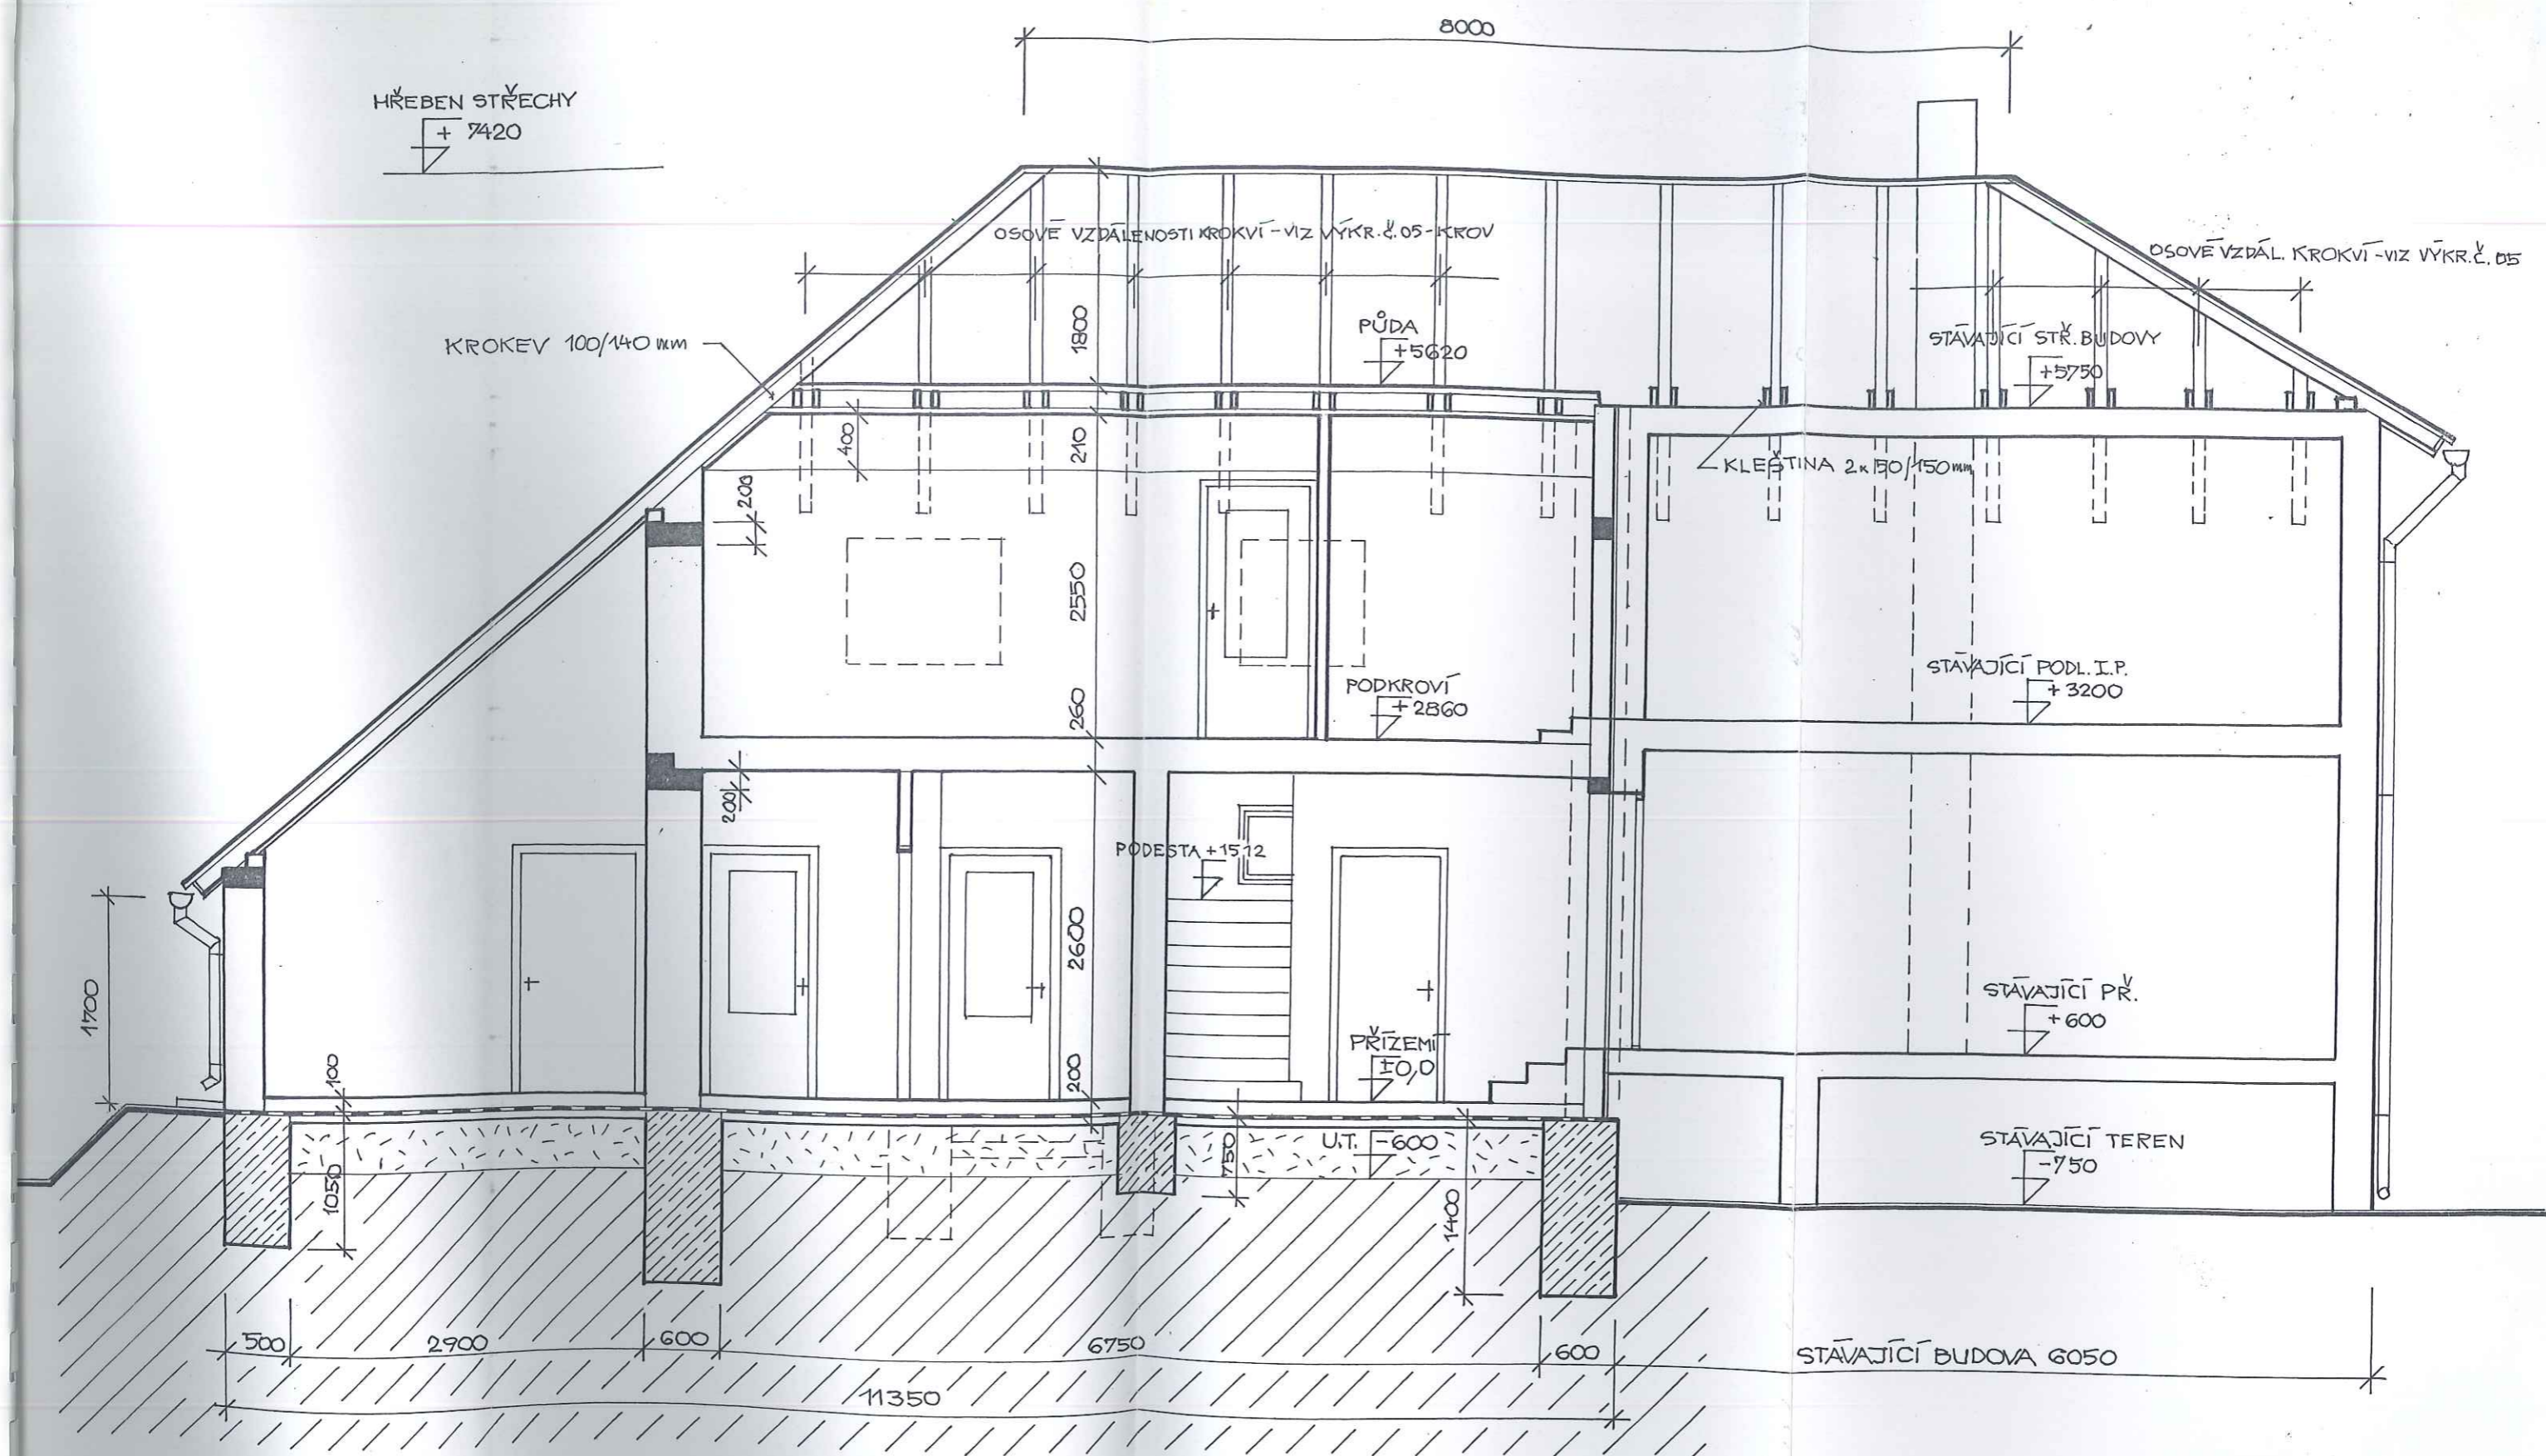 8000
HŘEBEN STŘECHY
+ 7420
OSOVÉ VZDÁLENOSTI KROKVÍ - VIZ VÝKR.Č.05 - KROV
OSOVÉ VZDÁL. KROKVÍ - VIZ VÝKR.Č.05
KROKEV 100/140 mm
1800
PŮDA
+5620
STÁVAJÍCÍ STŘ. BUDOVY
+5750
400
210
KLEŠTINA 2x150/150mm
200
2550
STÁVAJÍCÍ PODL. I.P.
+3200
PODKROVÍ
+2860
260
200
PODESTA +1512
2600
1700
STÁVAJÍCÍ PŘ.
+600
PŘÍZEMÍ
±0,0
100
200
U.T. -600
750
STÁVAJÍCÍ TEREN
-750
1050
1400
500
2900
600
6750
600
STÁVAJÍCÍ BUDOVA 6050
11350